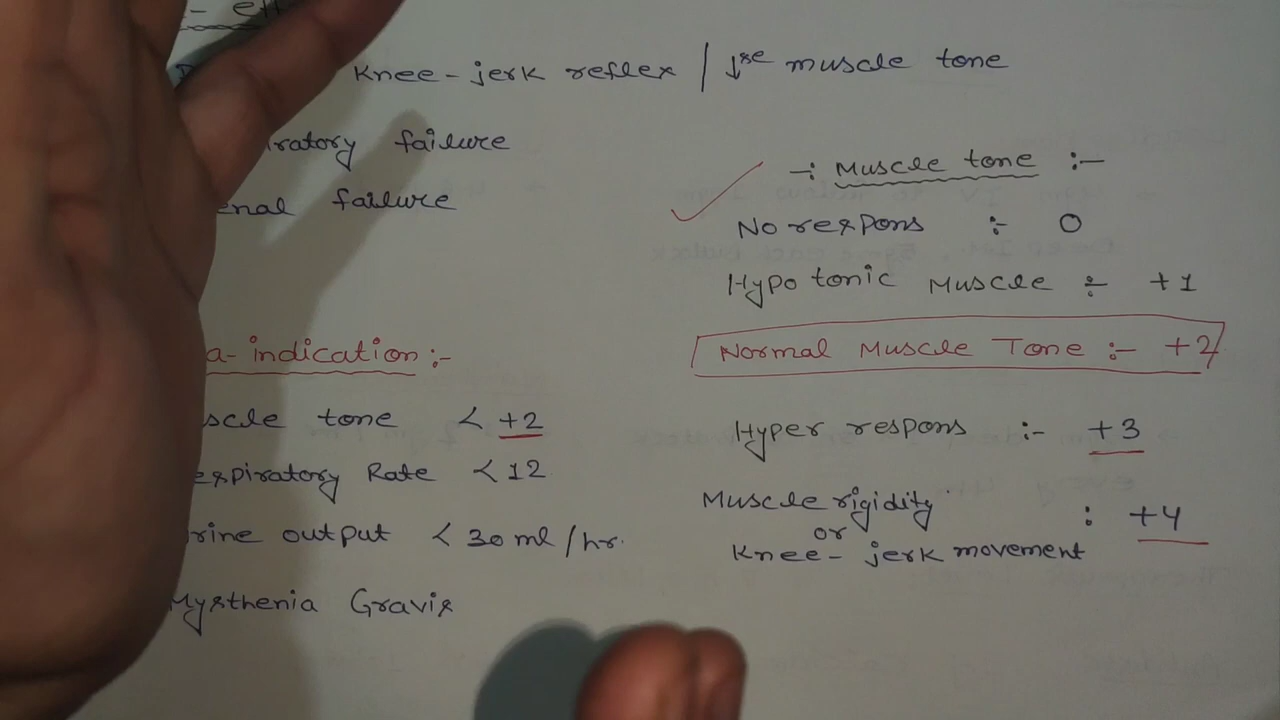 Knee-jerk reflex / ↓se muscle tone
iratory failure
enal failure
a-indication :-
scle tone < +2
espiratory Rate < 12
rine output < 30 ml/hr.
Mysthenia Gravis
-: Muscle tone :-
No respons :- 0
Hypo tonic Muscle :- +1
Normal Muscle Tone :- +2
Hyper respons :- +3
Muscle rigidity
or : +4
Knee-jerk movement